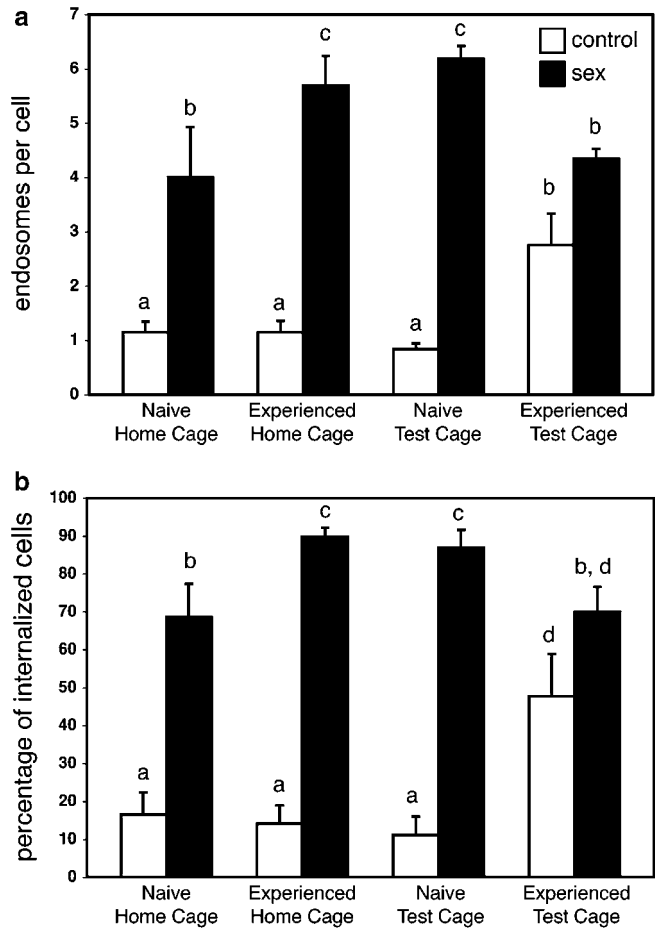 a
7
6
5
4
3
2
1
0
endosomes per cell
control
sex
a
b
a
c
a
c
b
b
Naive Home Cage
Experienced Home Cage
Naive Test Cage
Experienced Test Cage
b
100
90
80
70
60
50
40
30
20
10
0
percentage of internalized cells
a
b
a
c
a
c
d
b, d
Naive Home Cage
Experienced Home Cage
Naive Test Cage
Experienced Test Cage